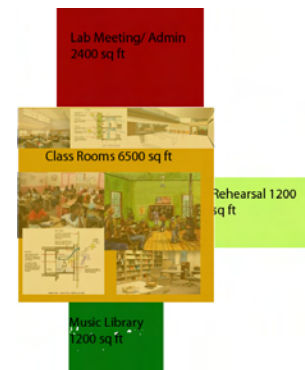 Lab Meeting/ Admin
2400 sq ft
Class Rooms 6500 sq ft
Rehearsal 1200
sq ft
Music Library
1200 sq ft